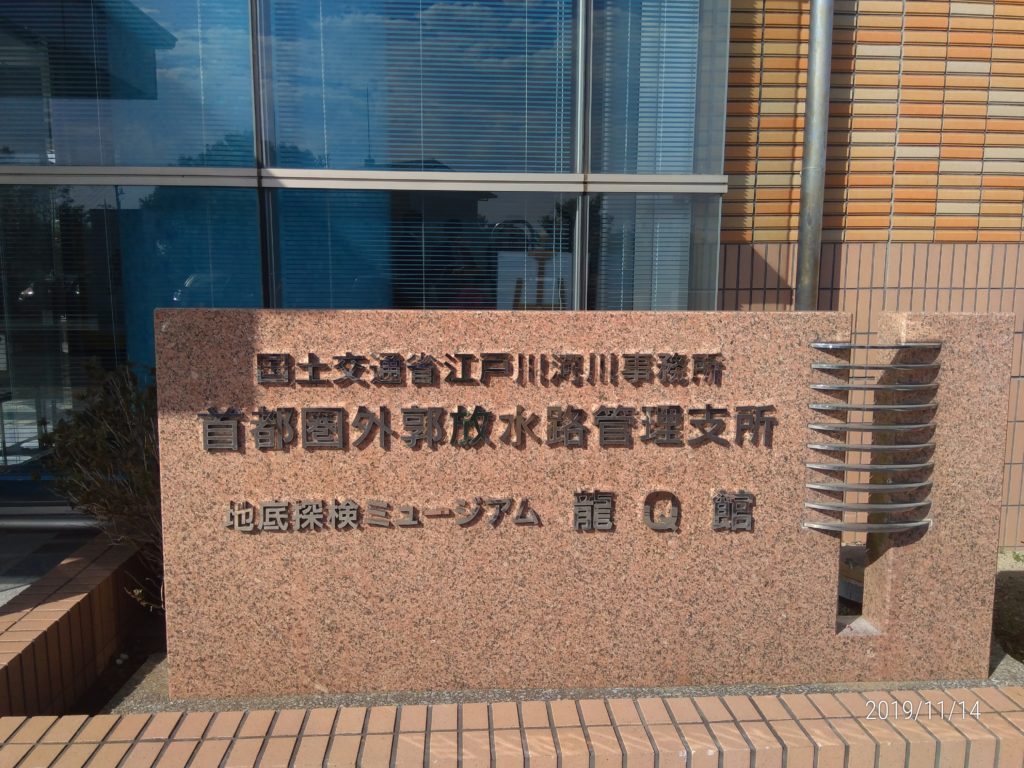 国土交通省江戸川河川事務所
首都圏外郭放水路管理支所
地底探検ミュージアム 龍Q館
2019/11/14